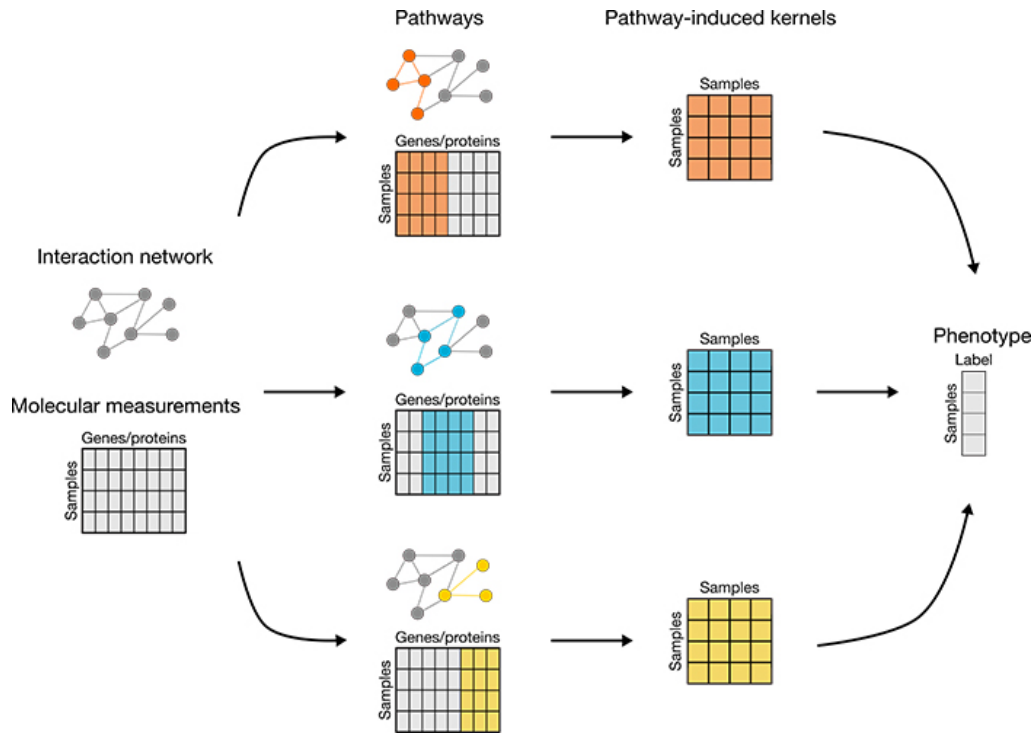 Pathways
Pathway-induced kernels
Genes/proteins
Samples
Samples
Samples
Interaction network
Molecular measurements
Genes/proteins
Samples
Genes/proteins
Samples
Samples
Samples
Phenotype
Label
Samples
Genes/proteins
Samples
Samples
Samples